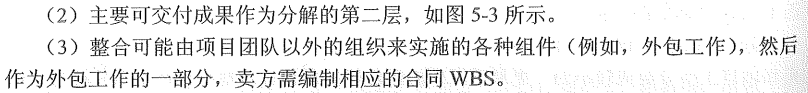 （2）主要可交付成果作为分解的第二层，如图 5-3 所示。
（3）整合可能由项目团队以外的组织来实施的各种组件（例如，外包工作），然后
作为外包工作的一部分，卖方需编制相应的合同 WBS。